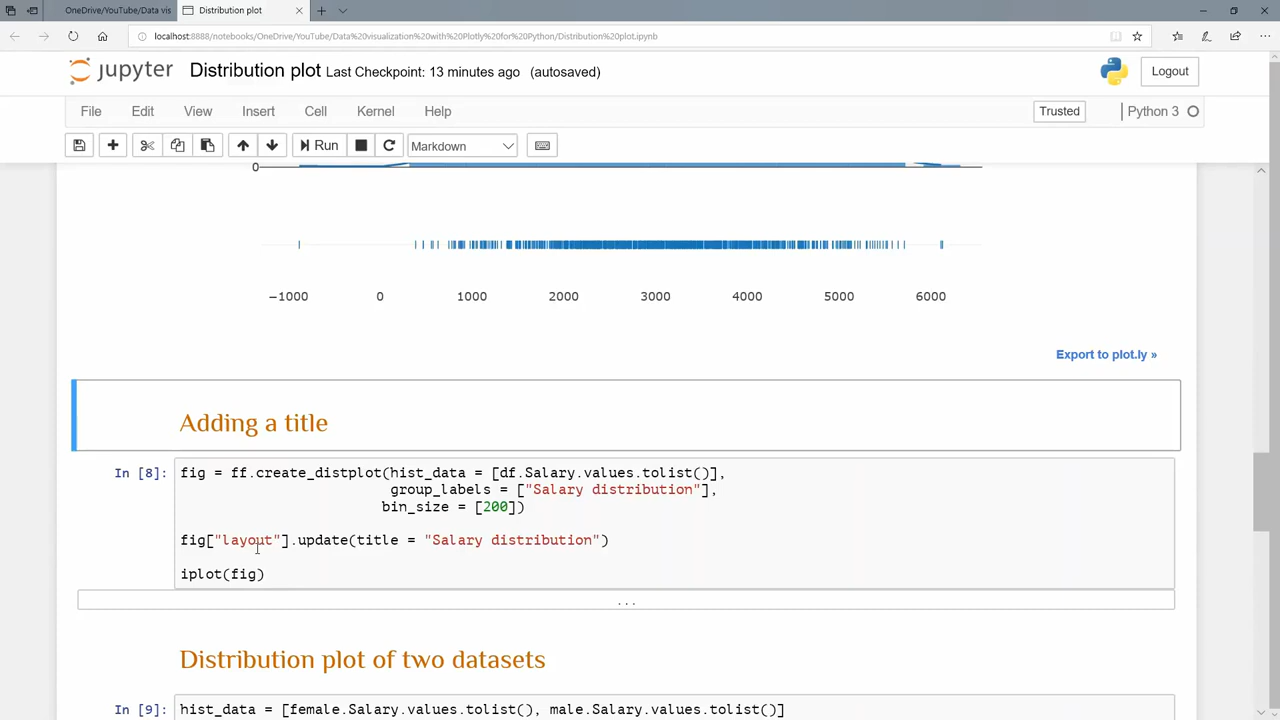 OneDrive/YouTube/Data vis
Distribution plot
localhost:8888/notebooks/OneDrive/YouTube/Data%20visualization%20with%20Plotly%20for%20Python/Distribution%20plot.ipynb
jupyter Distribution plot Last Checkpoint: 13 minutes ago (autosaved) Logout
File Edit View Insert Cell Kernel Help Trusted Python 3
Run Markdown
0
−1000 0 1000 2000 3000 4000 5000 6000
Export to plot.ly »
Adding a title
In [8]: fig = ff.create_distplot(hist_data = [df.Salary.values.tolist()],
group_labels = ["Salary distribution"],
bin_size = [200])
fig["layout"].update(title = "Salary distribution")
iplot(fig)
...
Distribution plot of two datasets
In [9]: hist_data = [female.Salary.values.tolist(), male.Salary.values.tolist()]